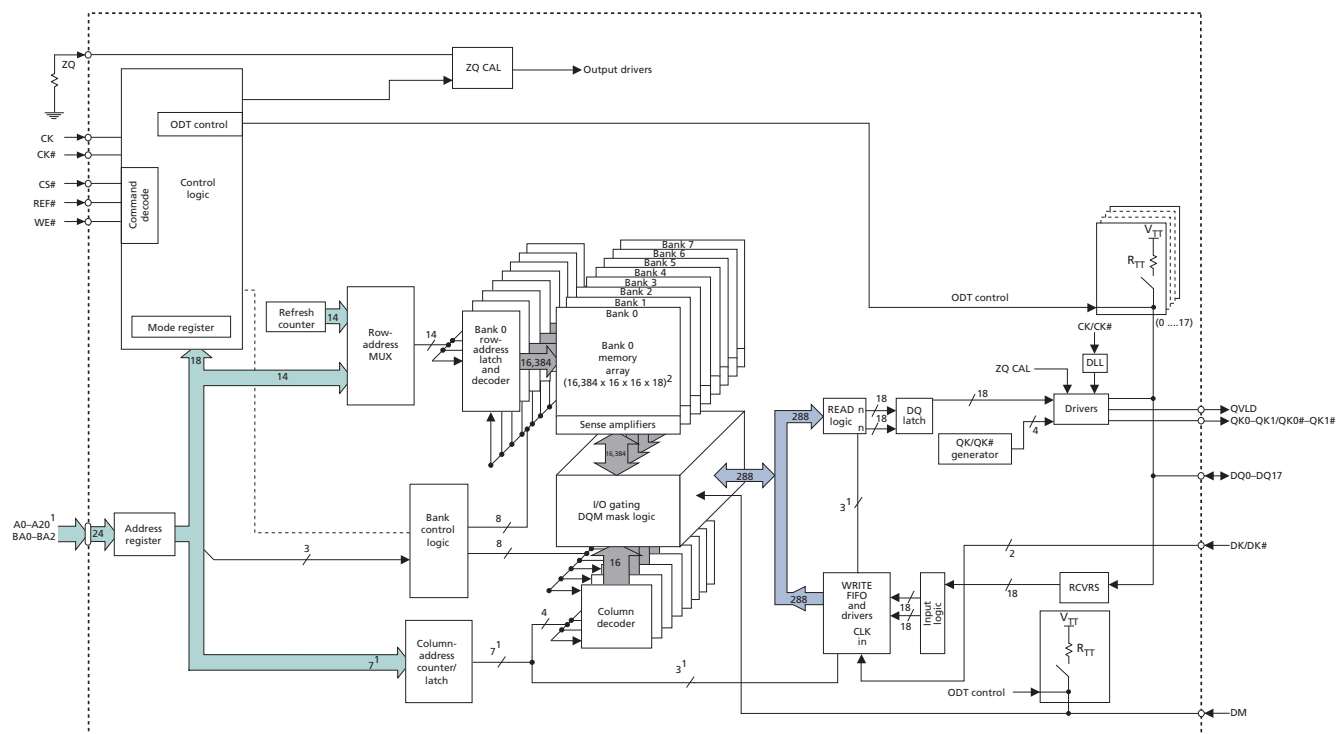 ZQ
ZQ CAL
Output drivers
ODT control
CK
CK#
CS#
REF#
WE#
Command
decode
Control
logic
Mode register
VTT
RTT
ODT control
(0 ....17)
Refresh
counter
14
Row-
address
MUX
14
14
18
Bank 0
row-
address
latch
and
decoder
16,384
Bank 7
Bank 6
Bank 5
Bank 4
Bank 3
Bank 2
Bank 1
Bank 0
Bank 0
memory
array
(16,384 x 16 x 16 x 18)2
Sense amplifiers
16,384
I/O gating
DQM mask logic
288
288
288
READ
logic
n
n
18
18
DQ
latch
18
CK/CK#
DLL
ZQ CAL
Drivers
4
QK/QK#
generator
QVLD
QK0–QK1/QK0#–QK1#
DQ0–DQ17
A0–A201
BA0–BA2
24
Address
register
3
Bank
control
logic
8
8
16
Column
decoder
4
71
Column-
address
counter/
latch
71
31
31
WRITE
FIFO
and
drivers
CLK
in
18
18
Input
logic
18
RCVRS
2
DK/DK#
VTT
RTT
ODT control
DM